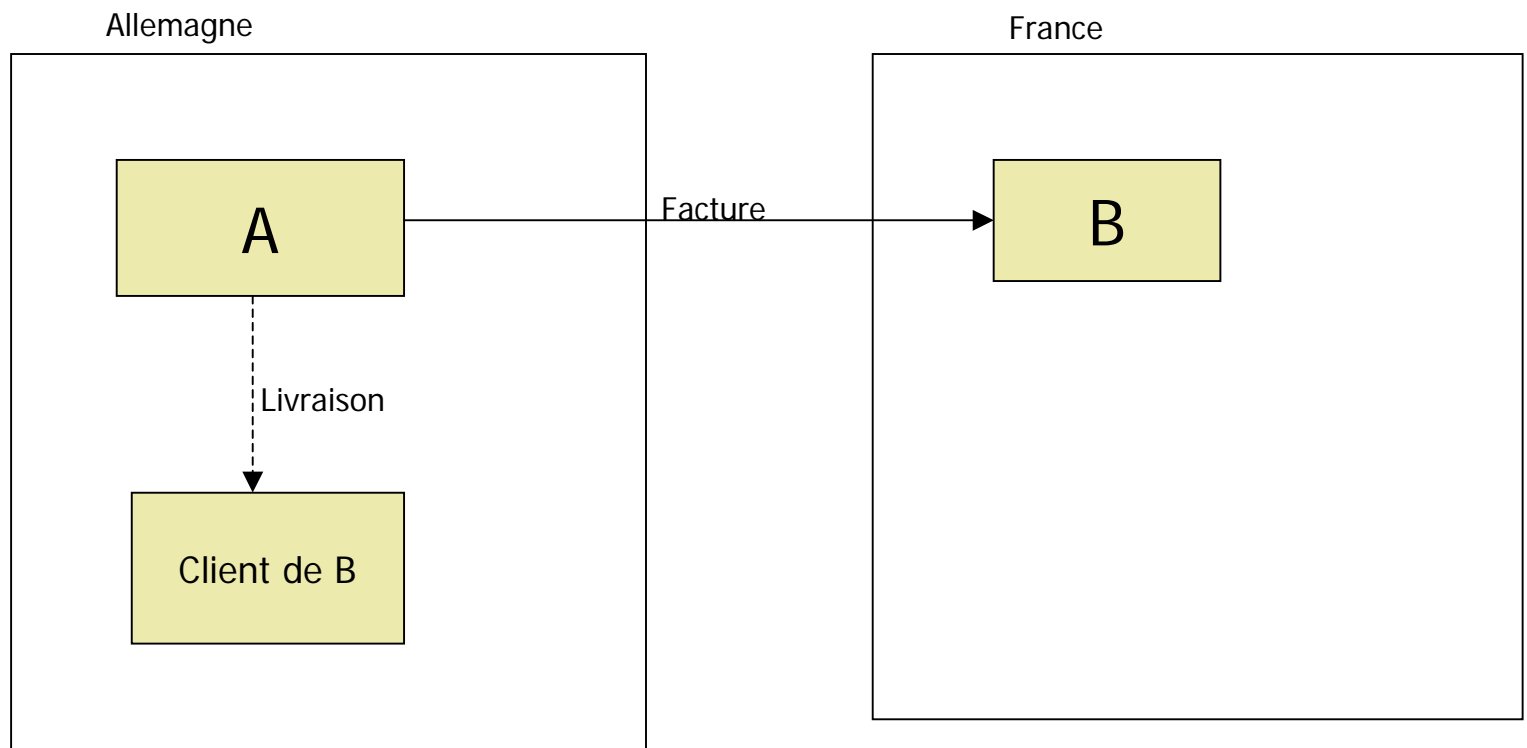 Allemagne
France
A
Facture
B
Livraison
Client de B